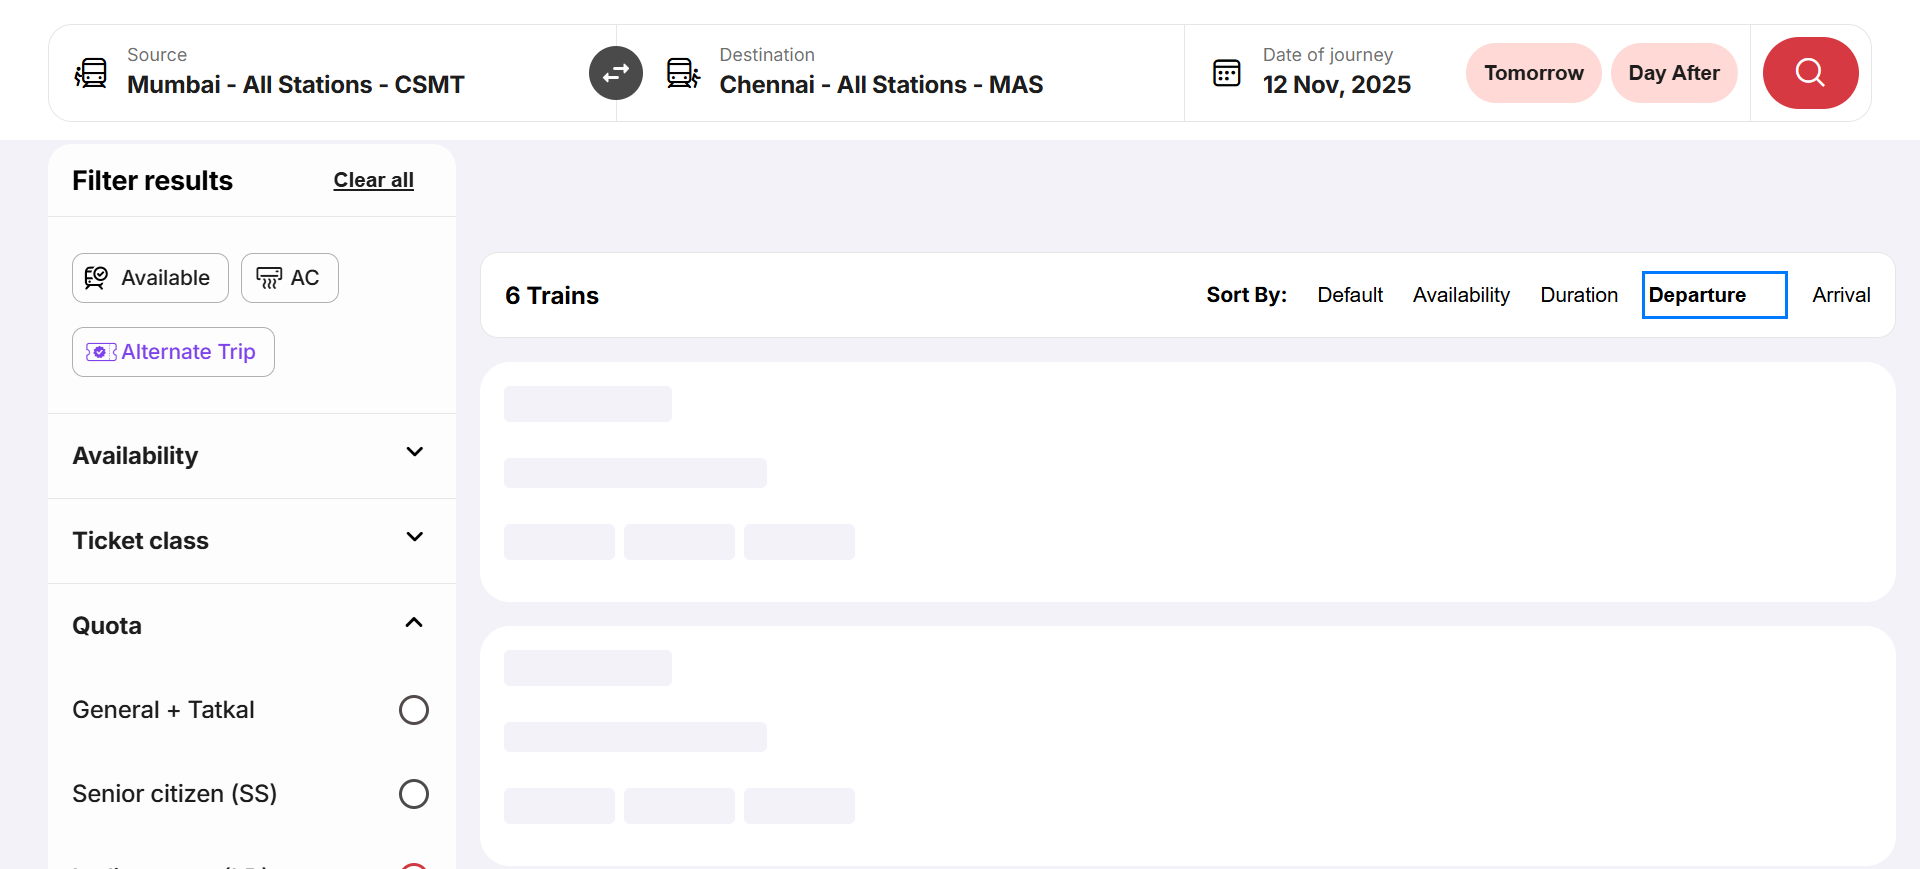 Source
Mumbai - All Stations - CSMT
Destination
Chennai - All Stations - MAS
Date of journey
12 Nov, 2025
Tomorrow
Day After
Filter results
Clear all
Available
AC
Alternate Trip
6 Trains
Sort By:
Default
Availability
Duration
Departure
Arrival
Availability
Ticket class
Quota
General + Tatkal
Senior citizen (SS)